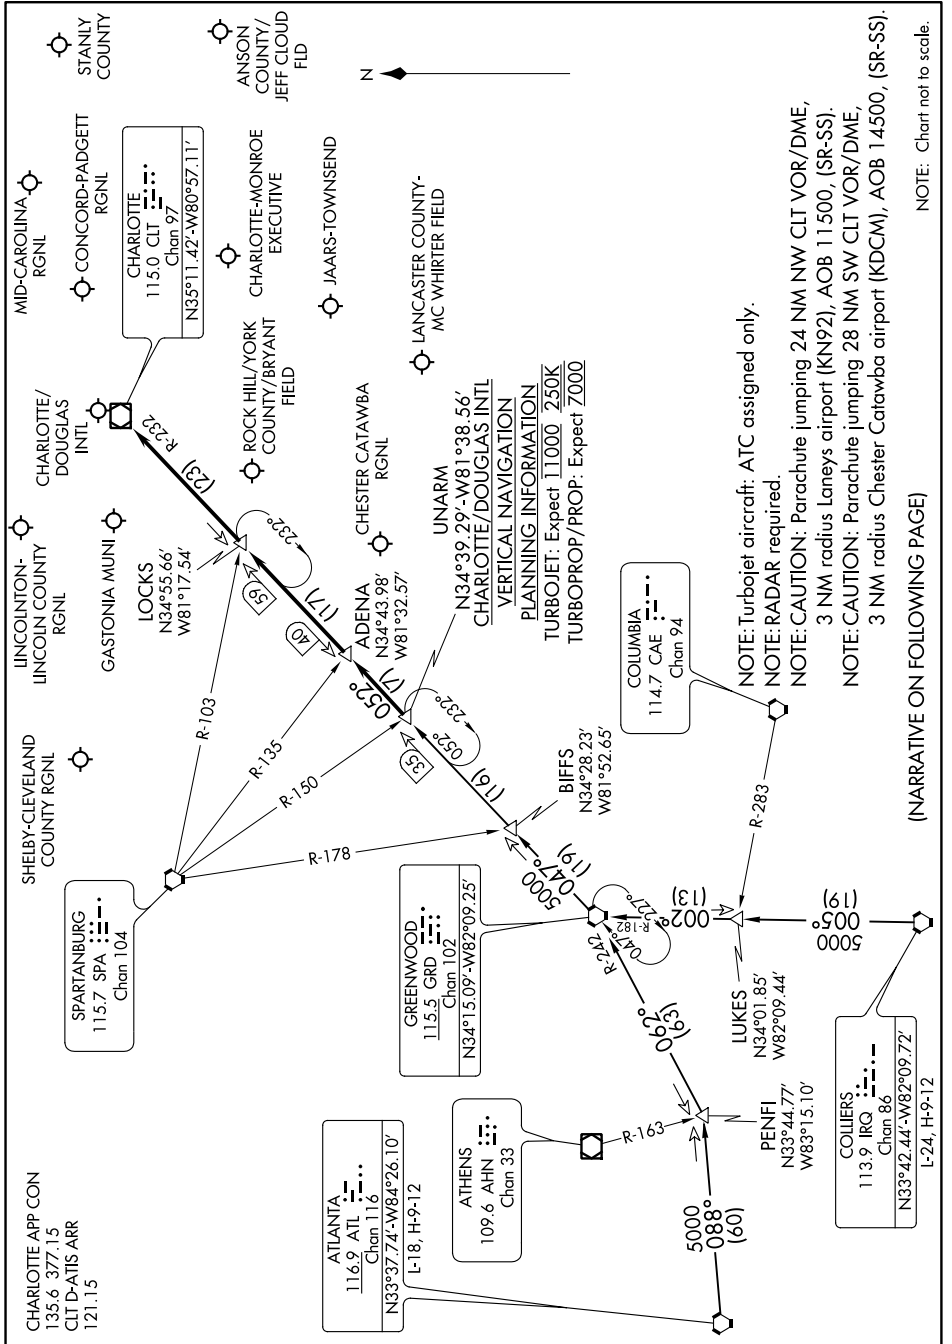 CHARLOTTE APP CON
135.6 377.15
CLT D-ATIS ARR
121.15
SHELBY-CLEVELAND
COUNTY RGNL
LINCOLNTON-
LINCOLN COUNTY
RGNL
GASTONIA MUNI
CHARLOTTE/
DOUGLAS
INTL
MID-CAROLINA
RGNL
CONCORD-PADGETT
RGNL
STANLY
COUNTY
ANSON
COUNTY/
JEFF CLOUD
FLD
CHARLOTTE
115.0 CLT
Chan 97
N35°11.42'-W80°57.11'
CHARLOTTE-MONROE
EXECUTIVE
JAARS-TOWNSEND
LANCASTER COUNTY-
MC WHIRTER FIELD
ROCK HILL/YORK
COUNTY/BRYANT
FIELD
CHESTER CATAWBA
RGNL
N
R-232
(23)
LOCKS
N34°55.66'
W81°17.54'
232°
59
(17)
40
ADENA
N34°43.98'
W81°32.57'
052°
(7)
UNARM
N34°39.29'-W81°38.56'
CHARLOTTE/DOUGLAS INTL
VERTICAL NAVIGATION
PLANNING INFORMATION
TURBOJET: Expect 11000 250K
TURBOPROP/PROP: Expect 7000
35
052°
232°
(16)
SPARTANBURG
115.7 SPA
Chan 104
R-103
R-135
R-150
R-178
BIFFS
N34°28.23'
W81°52.65'
5000
047°
(19)
GREENWOOD
115.5 GRD
Chan 102
N34°15.09'-W82°09.25'
R-242
047°
R-182
227°
002°
(13)
COLUMBIA
114.7 CAE
Chan 94
R-283
LUKES
N34°01.85'
W82°09.44'
5000
005°
(19)
COLLIERS
113.9 IRQ
Chan 86
N33°42.44'-W82°09.72'
L-24, H-9-12
062°
(63)
PENFI
N33°44.77'
W83°15.10'
ATHENS
109.6 AHN
Chan 33
R-163
ATLANTA
116.9 ATL
Chan 116
N33°37.74'-W84°26.10'
L-18, H-9-12
5000
088°
(60)
NOTE: Turbojet aircraft: ATC assigned only.
NOTE: RADAR required.
NOTE: CAUTION: Parachute jumping 24 NM NW CLT VOR/DME,
3 NM radius Laneys airport (KN92), AOB 11500, (SR-SS).
NOTE: CAUTION: Parachute jumping 28 NM SW CLT VOR/DME,
3 NM radius Chester Catawba airport (KDCM), AOB 14500, (SR-SS).
(NARRATIVE ON FOLLOWING PAGE)
NOTE: Chart not to scale.